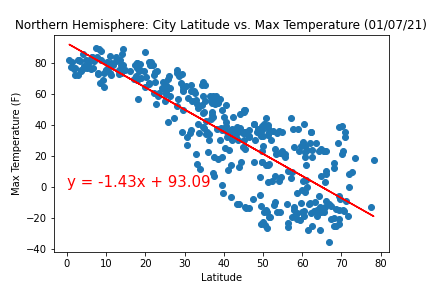 Northern Hemisphere: City Latitude vs. Max Temperature (01/07/21)
Max Temperature (F)
80
60
40
20
0
−20
−40
y = -1.43x + 93.09
0 10 20 30 40 50 60 70 80
Latitude